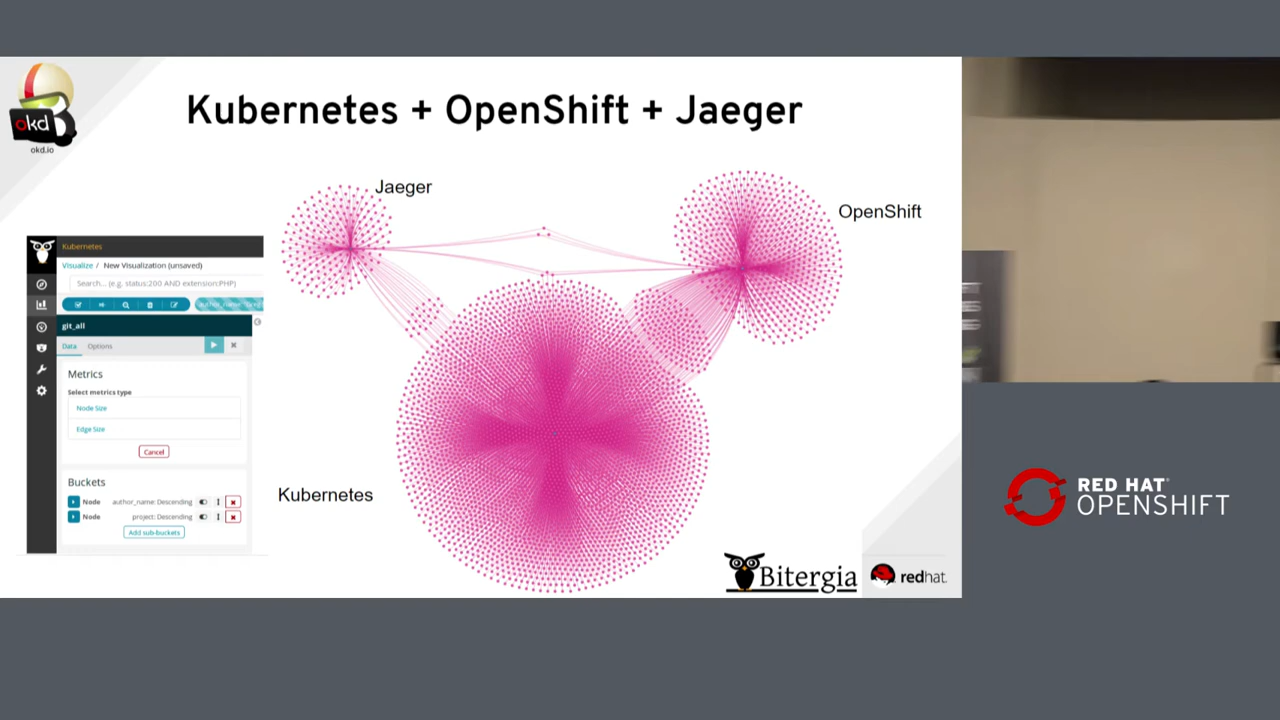 okd
okd.io
Kubernetes + OpenShift + Jaeger
Jaeger
OpenShift
Kubernetes
Kubernetes
Visualize / New Visualization (unsaved)
Search... (e.g. status:200 AND extension:PHP)
git_all
Data Options
Metrics
Select metrics type
Node Size
Edge Size
Cancel
Buckets
Node author_name: Descending
Node project: Descending
Add sub-buckets
Bitergia
redhat.
RED HAT®
OPENSHIFT